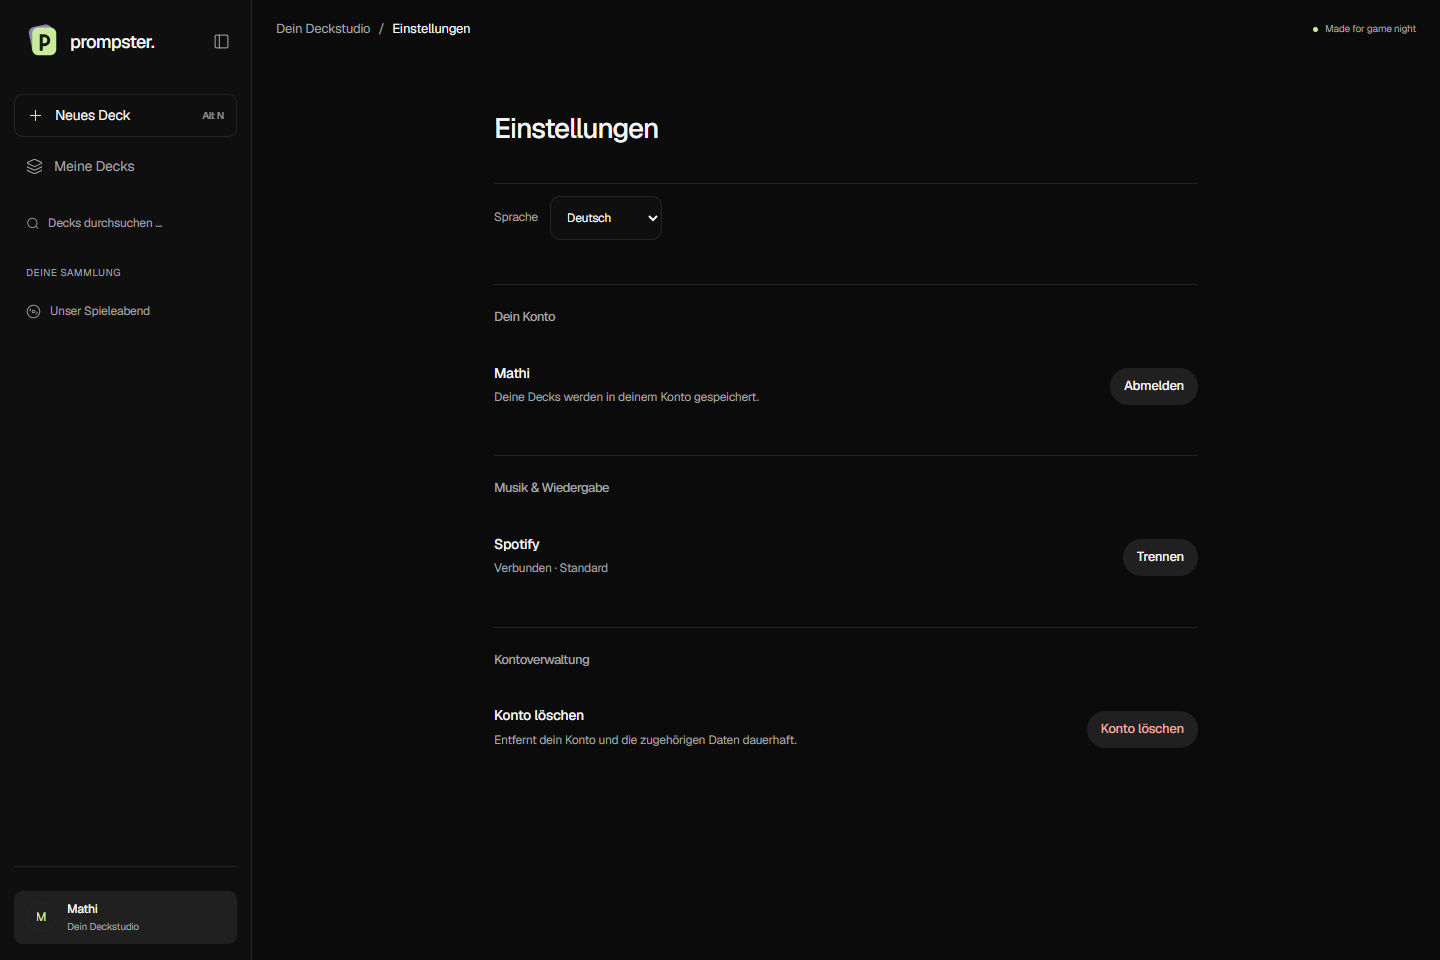 prompster.
Neues Deck
Alt N
Meine Decks
Decks durchsuchen ...
DEINE SAMMLUNG
Unser Spieleabend
M
Mathi
Dein Deckstudio
Dein Deckstudio / Einstellungen
Made for game night
Einstellungen
Sprache
Deutsch
Dein Konto
Mathi
Deine Decks werden in deinem Konto gespeichert.
Abmelden
Musik & Wiedergabe
Spotify
Verbunden · Standard
Trennen
Kontoverwaltung
Konto löschen
Entfernt dein Konto und die zugehörigen Daten dauerhaft.
Konto löschen